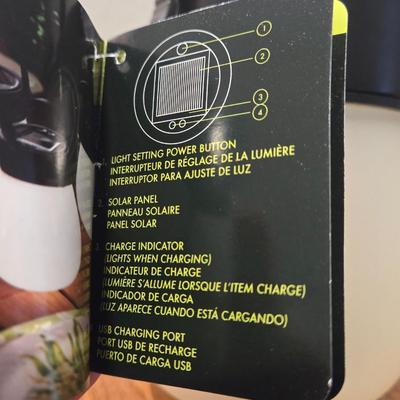 1
2
3
4
1. LIGHT SETTING POWER BUTTON
INTERRUPTEUR DE RÉGLAGE DE LA LUMIÈRE
INTERRUPTOR PARA AJUSTE DE LUZ
2. SOLAR PANEL
PANNEAU SOLAIRE
PANEL SOLAR
3. CHARGE INDICATOR
(LIGHTS WHEN CHARGING)
INDICATEUR DE CHARGE
(LUMIÈRE S'ALLUME LORSQUE L'ITEM CHARGE)
INDICADOR DE CARGA
(LUZ APARECE CUANDO ESTÁ CARGANDO)
USB CHARGING PORT
PORT USB DE RECHARGE
PUERTO DE CARGA USB